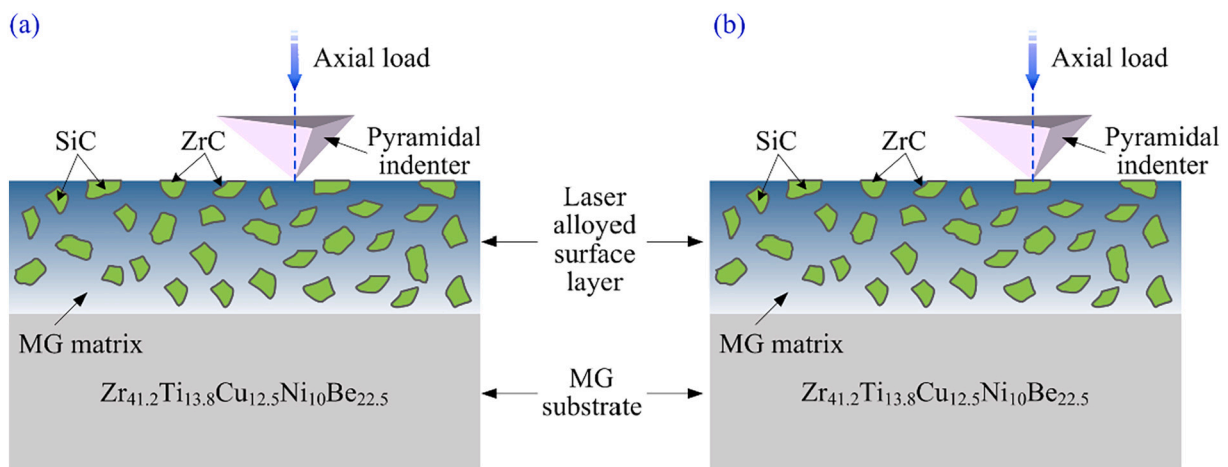 (a)
Axial load
SiC
ZrC
Pyramidal
indenter
MG matrix
Zr41.2Ti13.8Cu12.5Ni10Be22.5
Laser
alloyed
surface
layer
MG
substrate
(b)
Axial load
SiC
ZrC
Pyramidal
indenter
MG matrix
Zr41.2Ti13.8Cu12.5Ni10Be22.5